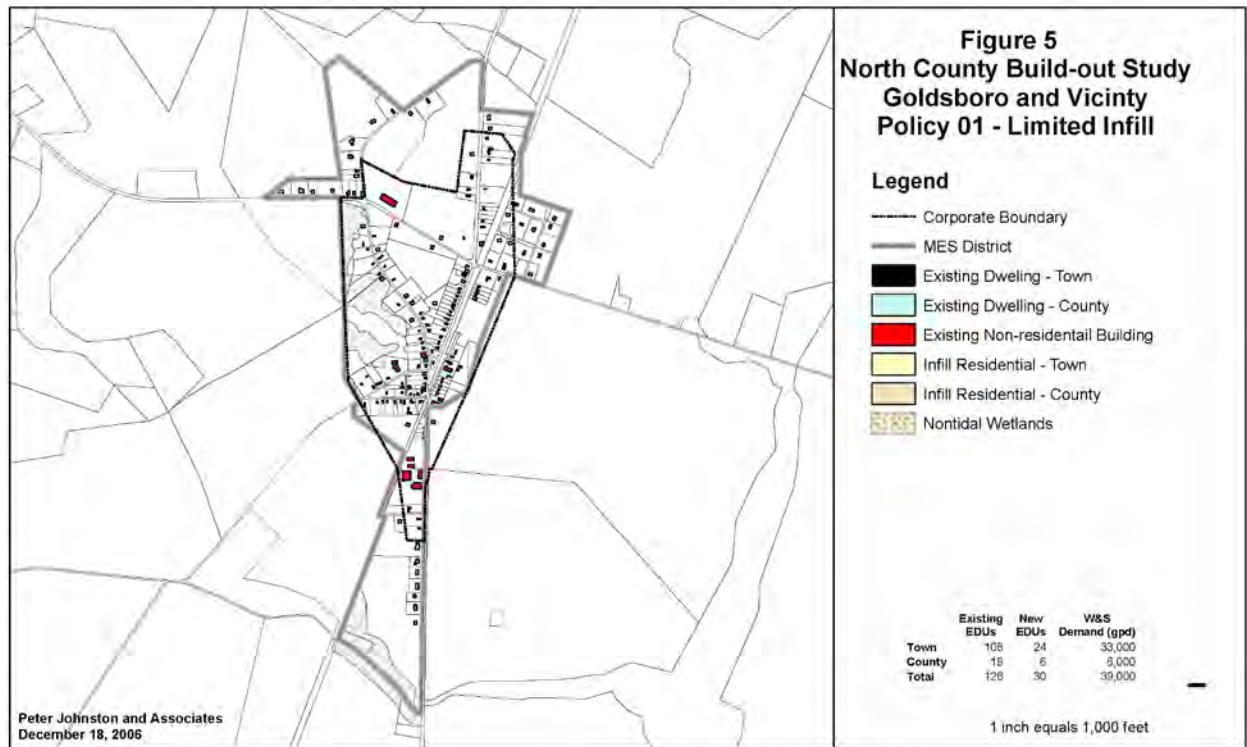 Figure 5
North County Build-out Study
Goldsboro and Vicinty
Policy 01 - Limited Infill
Legend
Corporate Boundary
MES District
Existing Dweling - Town
Existing Dwelling - County
Existing Non-residentail Building
Infill Residential - Town
Infill Residential - County
Nontidal Wetlands
Existing EDUs New EDUs W&S Demand (gpd)
Town 108 24 33,000
County 18 6 6,000
Total 126 30 39,000
1 inch equals 1,000 feet
Peter Johnston and Associates
December 18, 2006